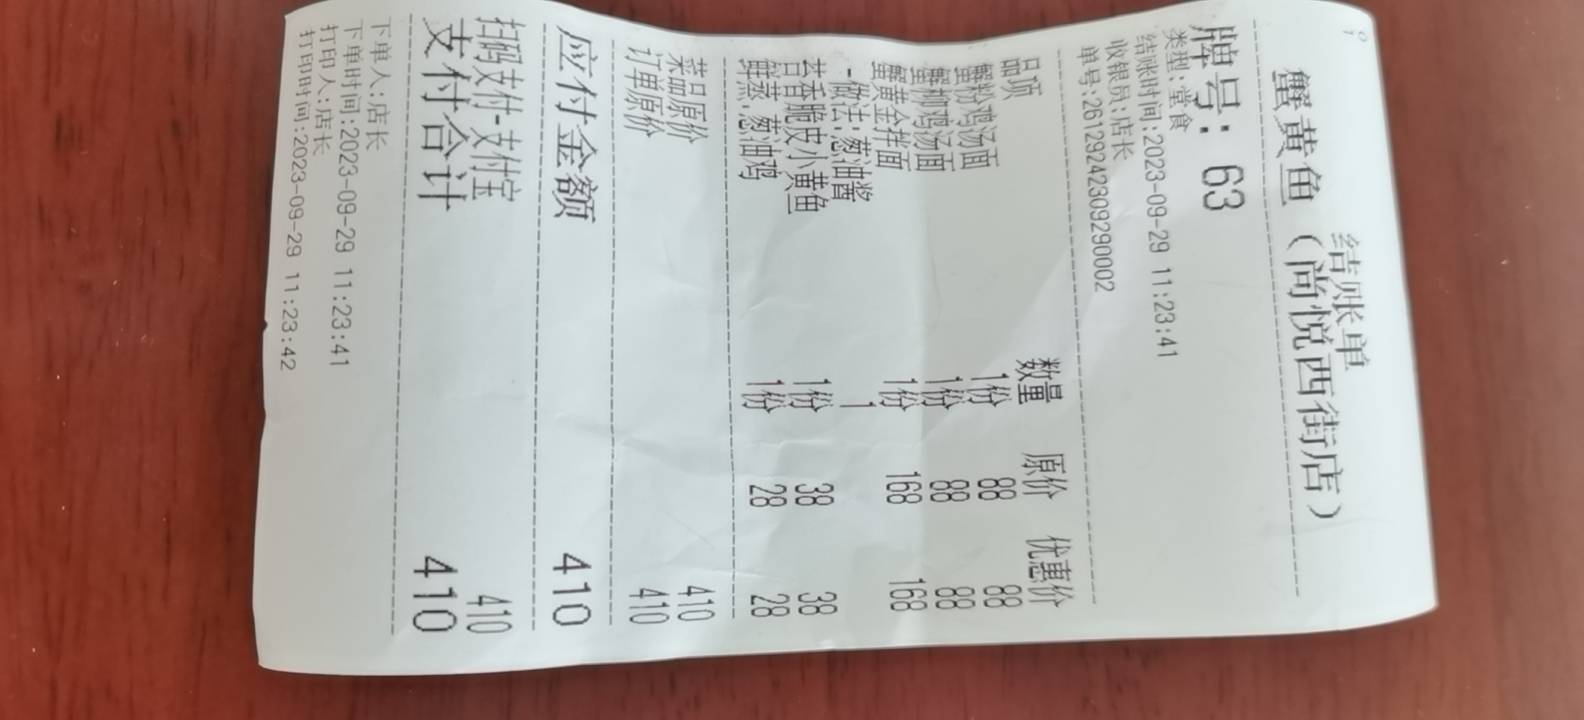 结账单
蟹黄鱼（尚悦西街店）
牌号: 63
类型:堂食
结账时间:2023-09-29 11:23:41
收银员:店长
单号:261292423092900002
品项 数量 原价 优惠价
蟹粉鸡汤面 1份 88 88
蟹柳鸡汤面 1份 88 88
蟹黄金拌面 1份 168 168
-做法:葱油酱 1
苔香脆皮小黄鱼 1份 38 38
鲜蒸·葱油鸡 1份 28 28
菜品原价 410
订单原价 410
应付金额 410
扫码支付-支付宝 410
支付合计 410
下单人:店长
下单时间:2023-09-29 11:23:41
打印人:店长
打印时间:2023-09-29 11:23:42